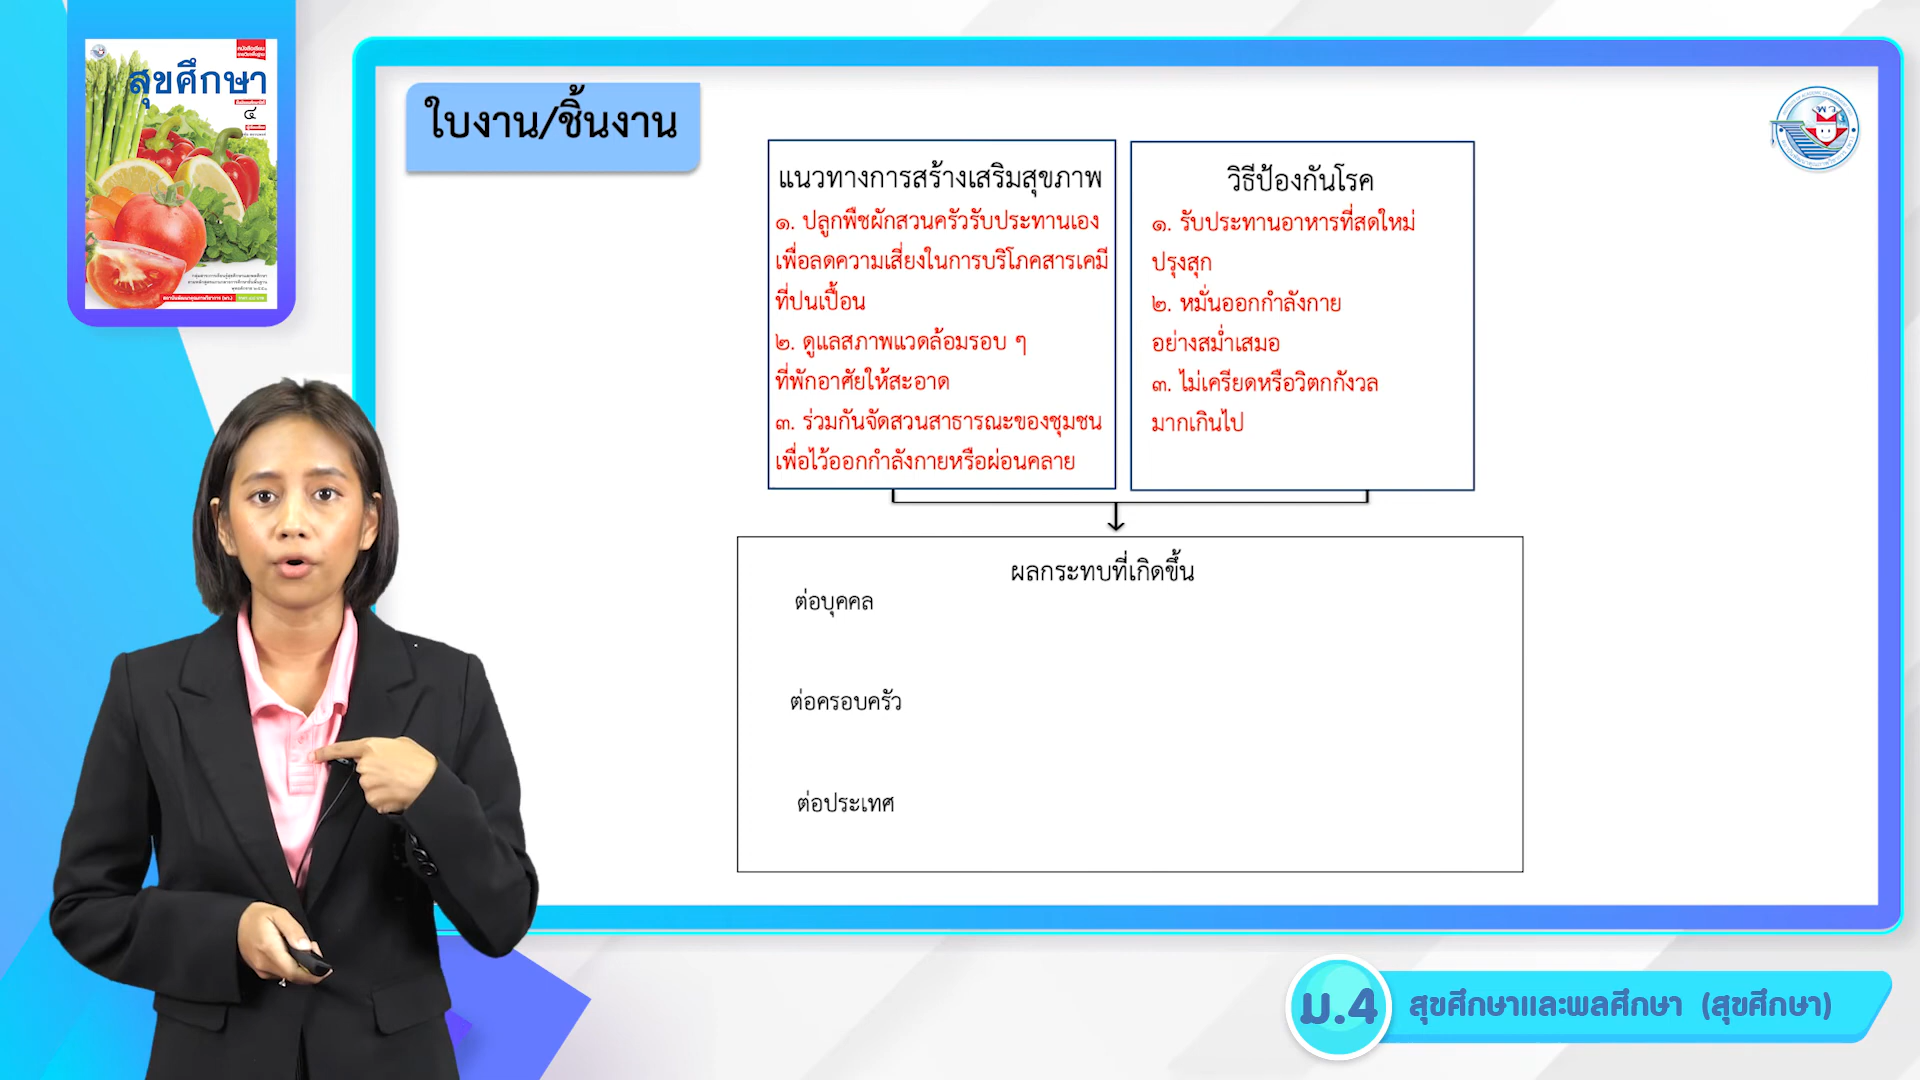 สุขศึกษา
๔
ใบงาน/ชิ้นงาน
พว
แนวทางการสร้างเสริมสุขภาพ
๑. ปลูกพืชผักสวนครัวรับประทานเอง
เพื่อลดความเสี่ยงในการบริโภคสารเคมี
ที่ปนเปื้อน
๒. ดูแลสภาพแวดล้อมรอบ ๆ
ที่พักอาศัยให้สะอาด
๓. ร่วมกันจัดสวนสาธารณะของชุมชน
เพื่อไว้ออกกำลังกายหรือผ่อนคลาย
วิธีป้องกันโรค
๑. รับประทานอาหารที่สดใหม่
ปรุงสุก
๒. หมั่นออกกำลังกาย
อย่างสม่ำเสมอ
๓. ไม่เครียดหรือวิตกกังวล
มากเกินไป
ผลกระทบที่เกิดขึ้น
ต่อบุคคล
ต่อครอบครัว
ต่อประเทศ
ม.4 สุขศึกษาและพลศึกษา (สุขศึกษา)